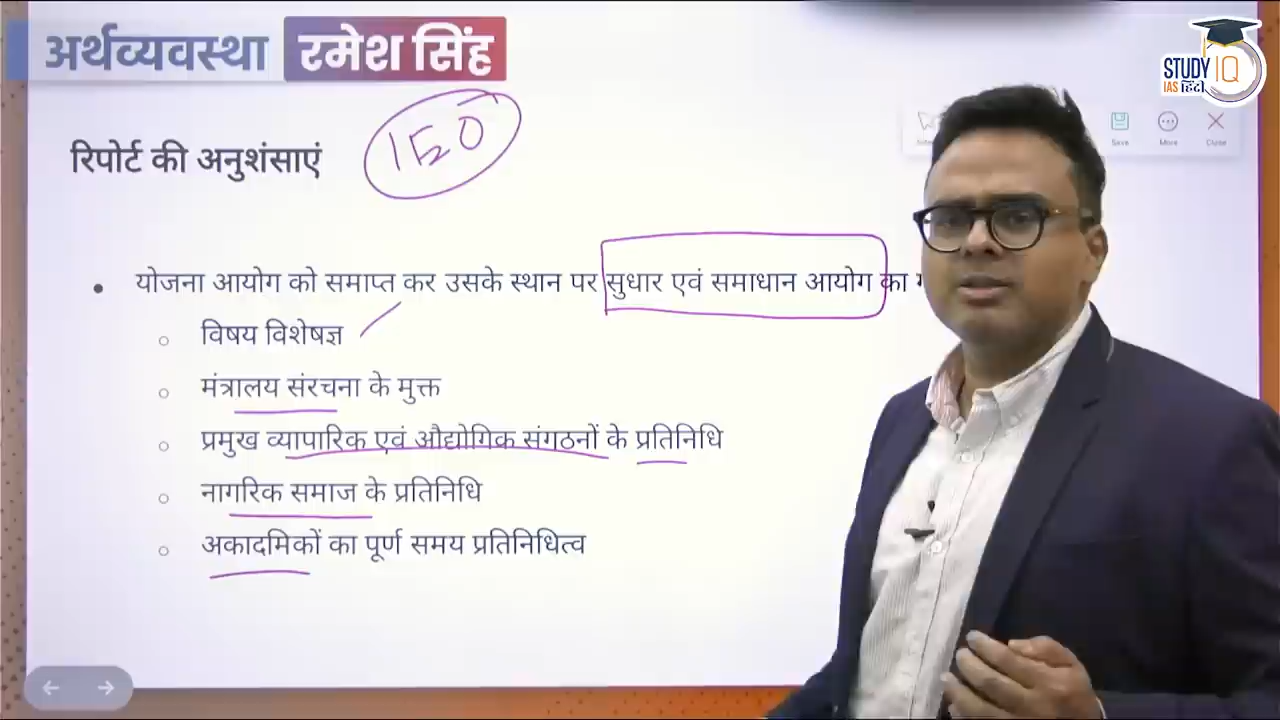 अर्थव्यवस्था रमेश सिंह
STUDY IQ
IAS हिंदी
150
Save More Close
रिपोर्ट की अनुशंसाएं
योजना आयोग को समाप्त कर उसके स्थान पर सुधार एवं समाधान आयोग का
विषय विशेषज्ञ
मंत्रालय संरचना के मुक्त
प्रमुख व्यापारिक एवं औद्योगिक संगठनों के प्रतिनिधि
नागरिक समाज के प्रतिनिधि
अकादमिकों का पूर्ण समय प्रतिनिधित्व